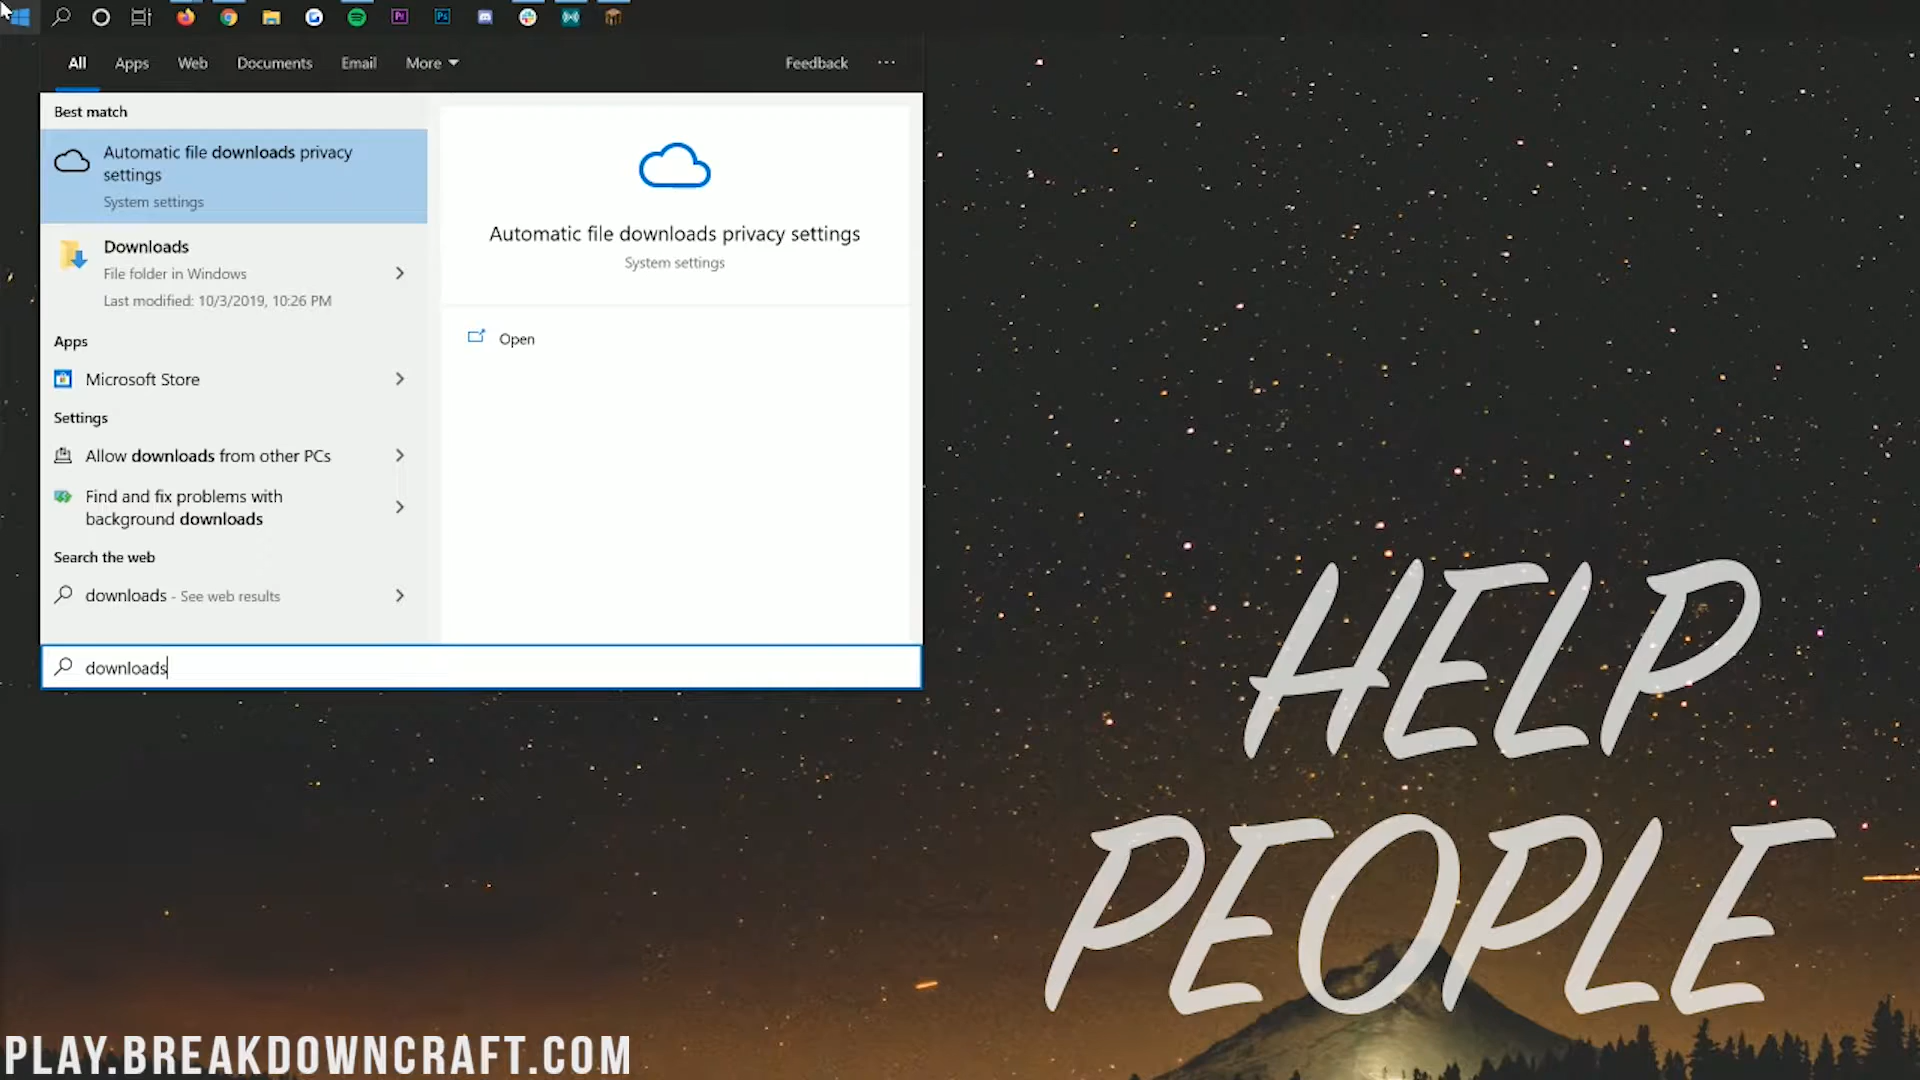 All
Apps
Web
Documents
Email
More
Feedback
Best match
Automatic file downloads privacy
settings
System settings
Downloads
File folder in Windows
Last modified: 10/3/2019, 10:26 PM
Apps
Microsoft Store
Settings
Allow downloads from other PCs
Find and fix problems with
background downloads
Search the web
downloads - See web results
downloads
Automatic file downloads privacy settings
System settings
Open
HELP
PEOPLE
PLAY.BREAKDOWNCRAFT.COM